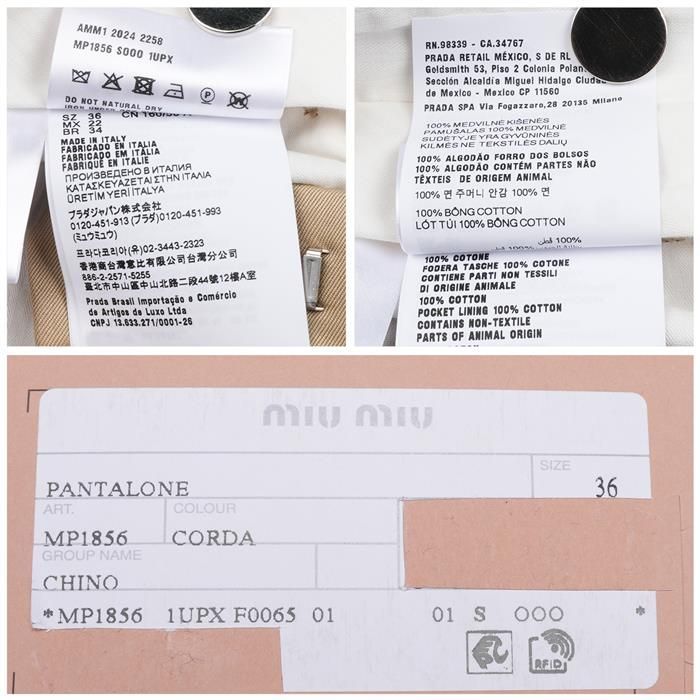 AMM1 2024 2258
MP1856 S000 1UPX
DO NOT NATURAL DRY
SZ 36
MX 22
BR 34
MADE IN ITALY
FABRICADO EN ITALIA
FABRICADO EM ITÁLIA
FABRIQUÉ EN ITALIE
ПРОИЗВЕДЕНО В ИТАЛИЯ
ΚΑΤΑΣΚΕΥΑΖΕΤΑΙ ΣΤΗΝ ΙΤΑΛΙΑ
ÜRETİM YERİ İTALYA
プラダジャパン株式会社
0120-451-913 (プラダ)0120-451-993
(ミュウミュウ)
프라다코리아(유) 02-3443-2323
香港商台灣意比有限公司台灣分公司
886-2-2571-5255
臺北市中山區中山北路二段44號12樓A室
Prada Brasil Importação e Comércio
de Artigos de Luxo Ltda
CNPJ 13.633.271/0001-26
RN.98339 - CA.34767
PRADA RETAIL MÉXICO, S DE RL
Goldsmith 53, Piso 2 Colonia Polan
Sección Alcaldía Miguel Hidalgo Ciudad
de Mexico - Mexico CP 11560
PRADA SPA Via Fogazzaro,28 20135 Milano
100% MEDVILNĖ KIŠENĖS
PAMUŠALAS 100% MEDVILNĖ
SUDĖTYJE YRA GYVŪNINĖS
KILMĖS NE TEKSTILĖS DALIŲ
100% ALGODÃO FORRO DOS BOLSOS
100% ALGODÃO CONTÉM PARTES NÃO
TÊXTEIS DE ORIGEM ANIMAL
100% 면 주머니 안감 100% 면
100% BÔNG COTTON
LÓT TÚI 100% BÔNG COTTON
100% COTONE
FODERA TASCHE 100% COTONE
CONTIENE PARTI NON TESSILI
DI ORIGINE ANIMALE
100% COTTON
POCKET LINING 100% COTTON
CONTAINS NON-TEXTILE
PARTS OF ANIMAL ORIGIN
miu miu
SIZE
PANTALONE 36
ART. COLOUR
MP1856 CORDA
GROUP NAME
CHINO
*MP1856 1UPX F0065 01 01 S 000 *
RFID